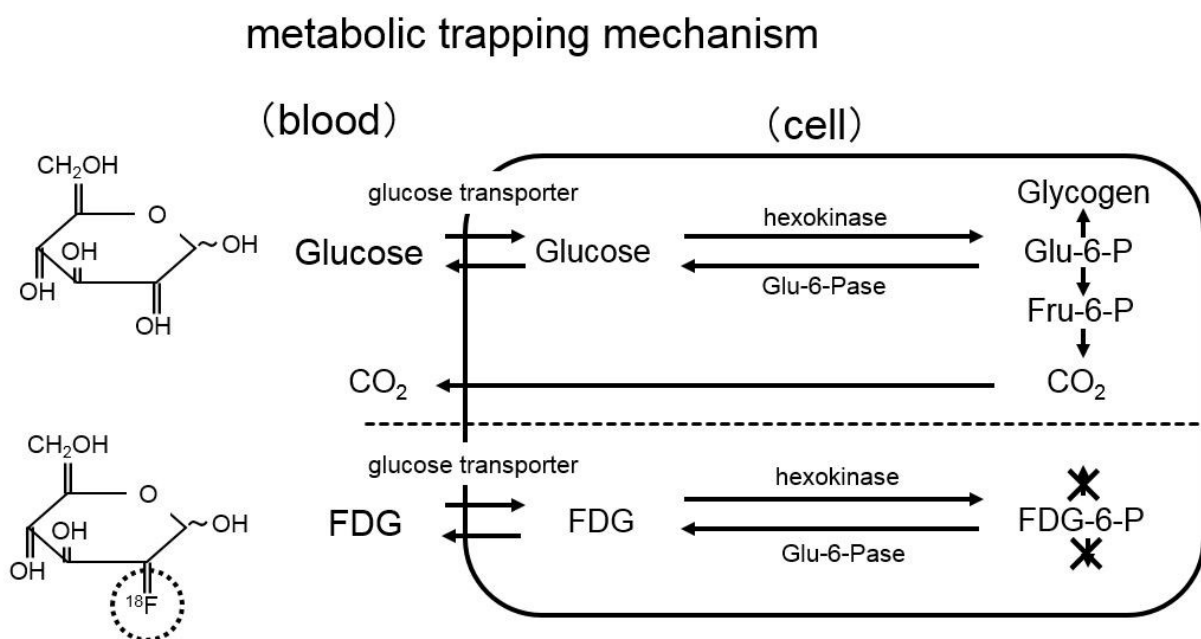 metabolic trapping mechanism
（blood）
（cell）
CH₂OH
O
~OH
OH
OH
OH
glucose transporter
Glucose
Glucose
hexokinase
Glu-6-Pase
Glycogen
Glu-6-P
Fru-6-P
CO₂
CO₂
CH₂OH
O
~OH
OH
OH
¹⁸F
glucose transporter
FDG
FDG
hexokinase
Glu-6-Pase
FDG-6-P